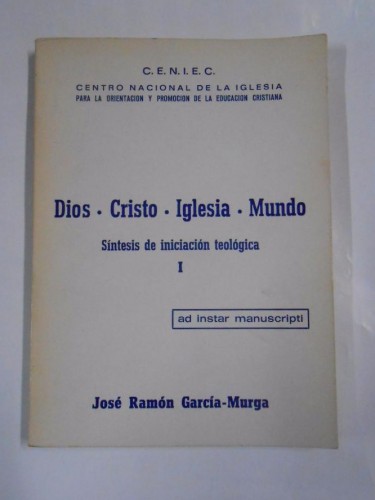 C.E.N.I.E.C.
CENTRO NACIONAL DE LA IGLESIA
PARA LA ORIENTACION Y PROMOCION DE LA EDUCACION CRISTIANA
Dios • Cristo • Iglesia • Mundo
Síntesis de iniciación teológica
I
ad instar manuscripti
José Ramón García-Murga